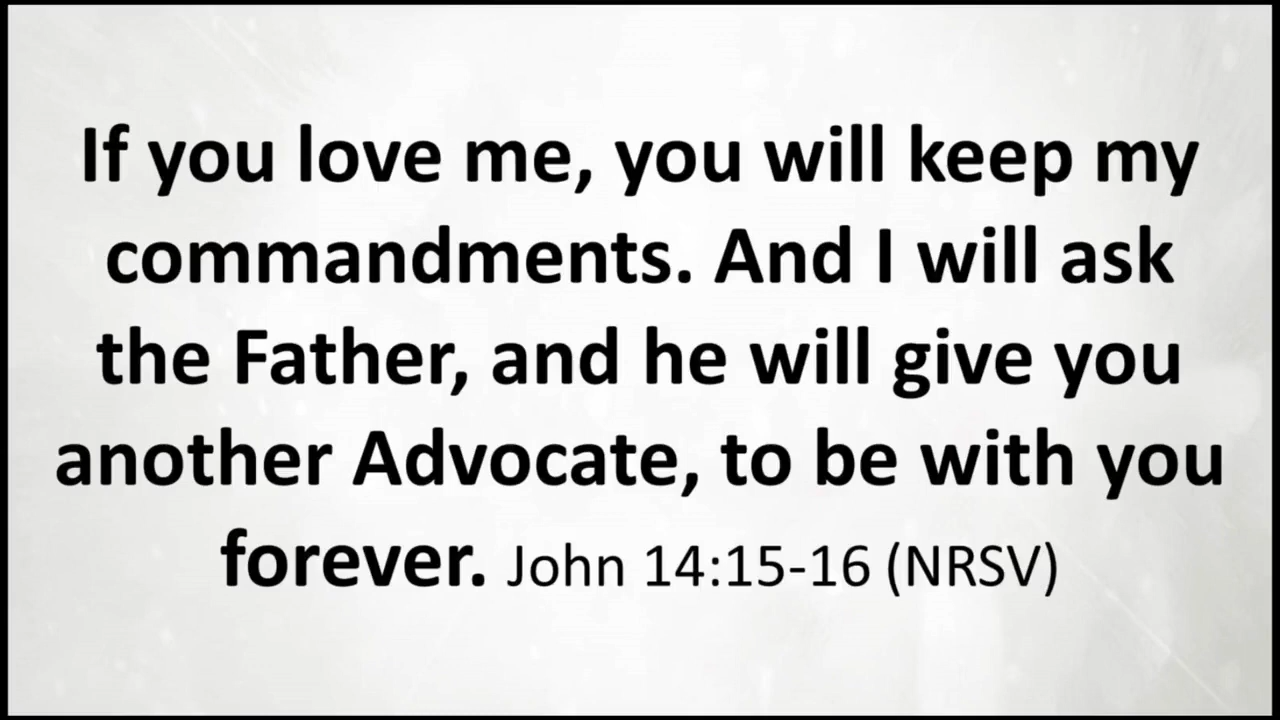 If you love me, you will keep my
commandments. And I will ask
the Father, and he will give you
another Advocate, to be with you
forever. John 14:15-16 (NRSV)